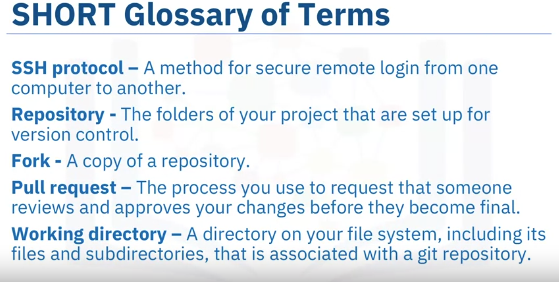 SHORT Glossary of Terms
SSH protocol – A method for secure remote login from one
computer to another.
Repository - The folders of your project that are set up for
version control.
Fork - A copy of a repository.
Pull request – The process you use to request that someone
reviews and approves your changes before they become final.
Working directory – A directory on your file system, including its
files and subdirectories, that is associated with a git repository.